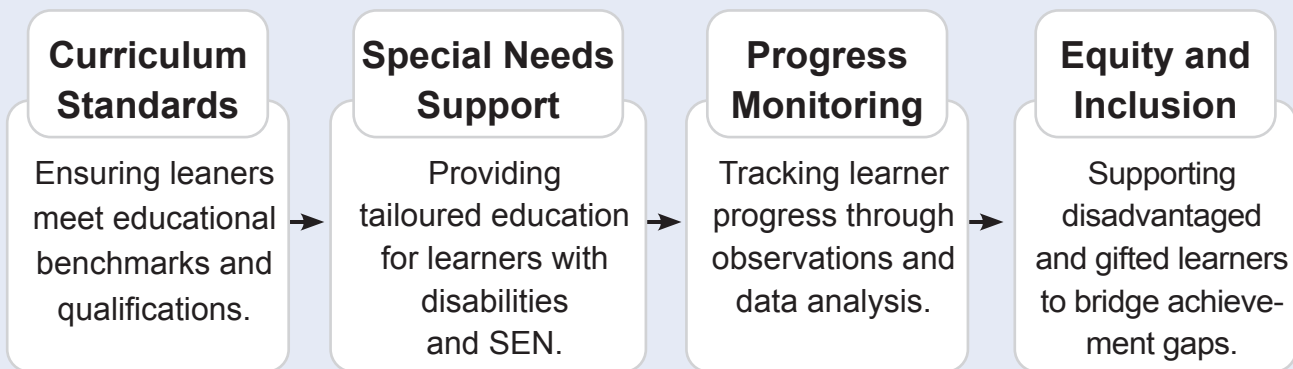 Curriculum
Standards
Ensuring leaners
meet educational
benchmarks and
qualifications.
Special Needs
Support
Providing
tailoured education
for learners with
disabilities
and SEN.
Progress
Monitoring
Tracking learner
progress through
observations and
data analysis.
Equity and
Inclusion
Supporting
disadvantaged
and gifted learners
to bridge achieve-
ment gaps.